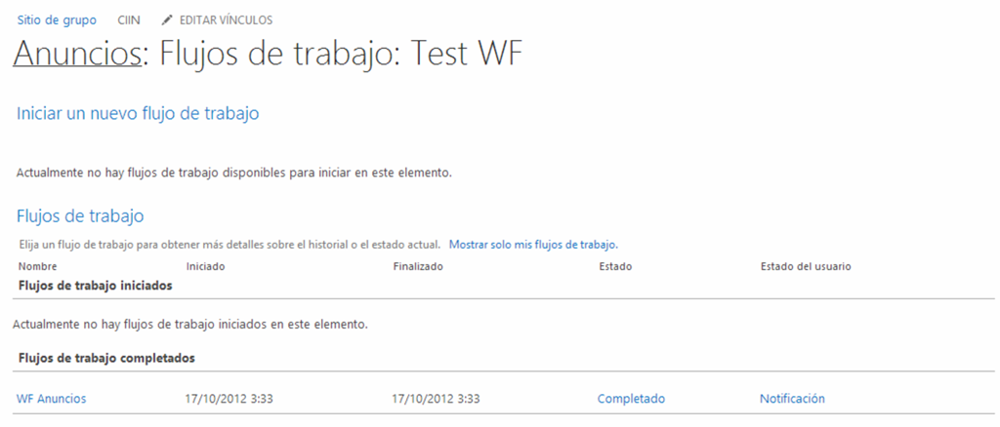 Sitio de grupo CIIN EDITAR VÍNCULOS
Anuncios: Flujos de trabajo: Test WF
Iniciar un nuevo flujo de trabajo
Actualmente no hay flujos de trabajo disponibles para iniciar en este elemento.
Flujos de trabajo
Elija un flujo de trabajo para obtener más detalles sobre el historial o el estado actual. Mostrar solo mis flujos de trabajo.
Nombre Iniciado Finalizado Estado Estado del usuario
Flujos de trabajo iniciados
Actualmente no hay flujos de trabajo iniciados en este elemento.
Flujos de trabajo completados
WF Anuncios 17/10/2012 3:33 17/10/2012 3:33 Completado Notificación